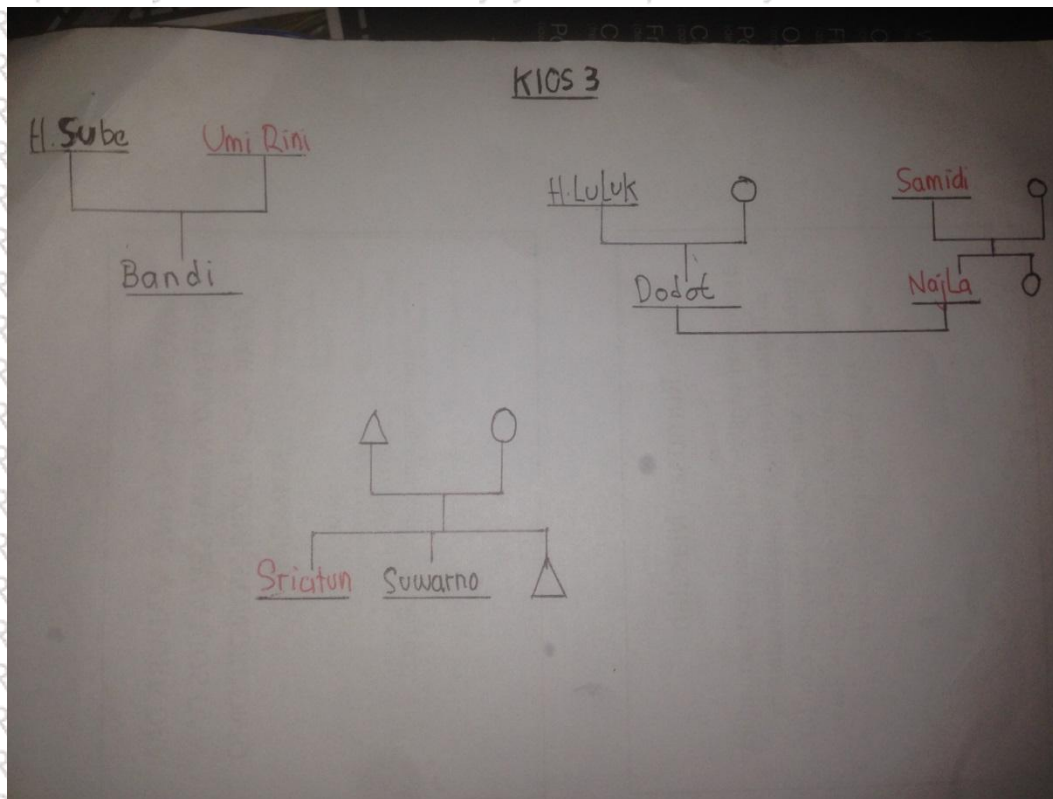 KIOS 3
H. Sube
Umi Rini
Bandi
H. LuLuk
Samidi
Dodot
NajLa
Sriatun
Suwarno